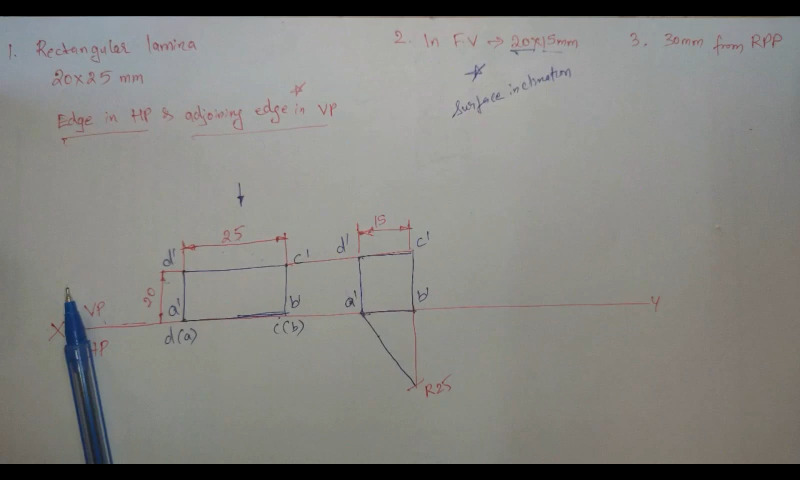 1. Rectangular lamina
20x25 mm
Edge in HP & adjoining edge in VP
2. In F.V → 20x15mm
Surface inclination
3. 30mm from RPP
25
15
d' c' d' c'
20
a' b' a' b'
VP
X Y
HP
d(a) c(b)
R25